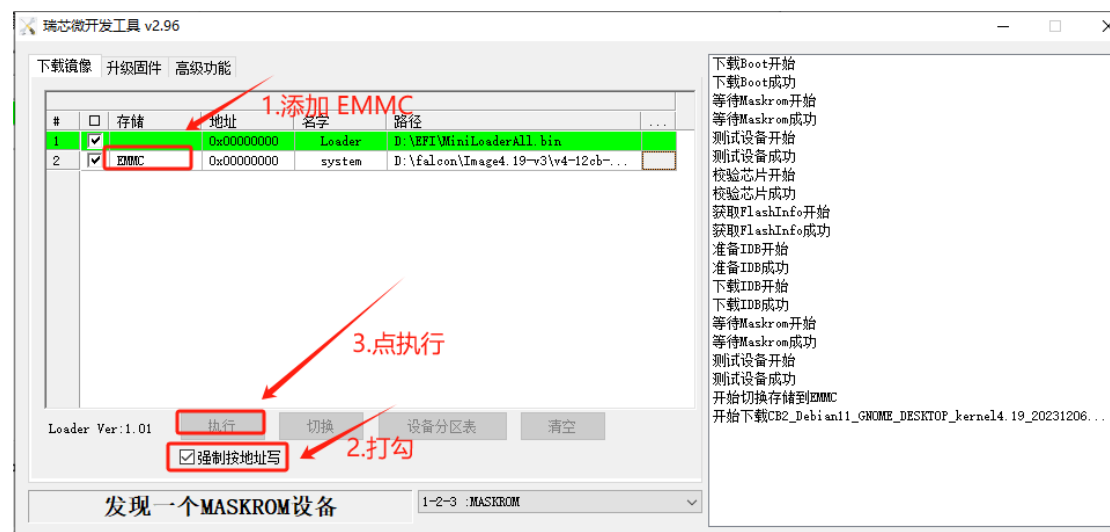 瑞芯微开发工具 v2.96
下载镜像 升级固件 高级功能
1.添加 EMMC
# 存储 地址 名字 路径 ...
1 0x00000000 Loader D:\EFI\MiniLoaderAll.bin
2 EMMC 0x00000000 system D:\falcon\Image4.19-v3\v4-12cb-...
3.点执行
Loader Ver:1.01 执行 切换 设备分区表 清空
强制按地址写
2.打勾
发现一个MASKROM设备
1-2-3 :MASKROM
下载Boot开始
下载Boot成功
等待Maskrom开始
等待Maskrom成功
测试设备开始
测试设备成功
校验芯片开始
校验芯片成功
获取FlashInfo开始
获取FlashInfo成功
准备IDB开始
准备IDB成功
下载IDB开始
下载IDB成功
等待Maskrom开始
等待Maskrom成功
测试设备开始
测试设备成功
开始切换存储到EMMC
开始下载CB2_Debian11_GNOME_DESKTOP_kernel4.19_20231206...